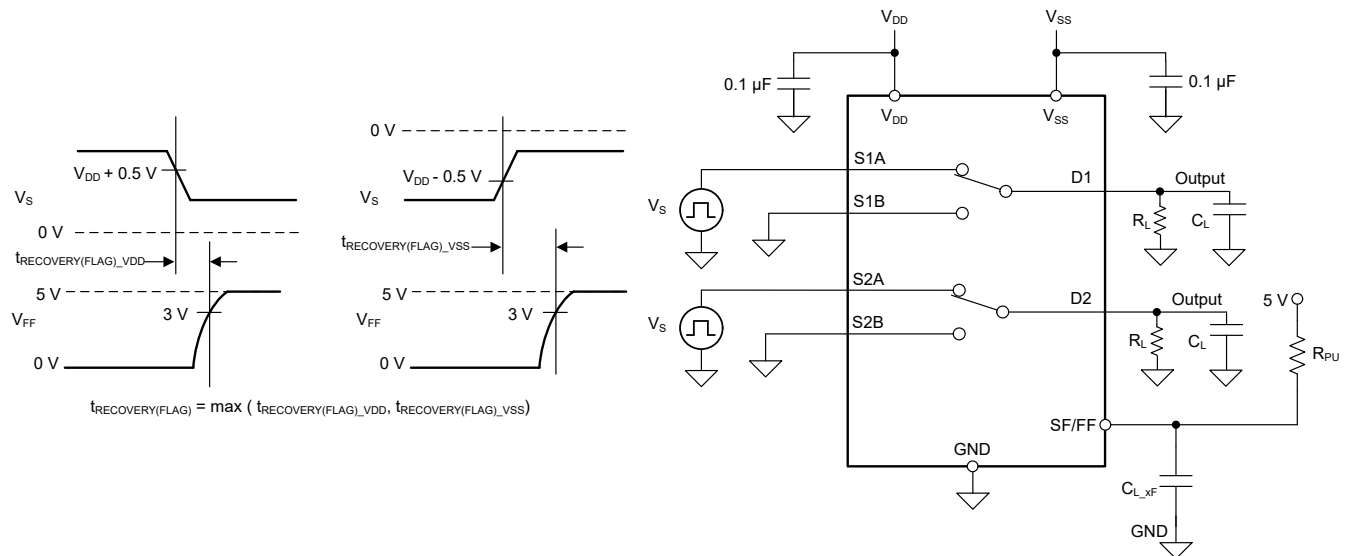 0 V
V_DD + 0.5 V
V_S
0 V
t_RECOVERY(FLAG)_VDD
5 V
3 V
V_FF
0 V
0 V
V_DD - 0.5 V
V_S
t_RECOVERY(FLAG)_VSS
5 V
3 V
V_FF
0 V
t_RECOVERY(FLAG) = max ( t_RECOVERY(FLAG)_VDD, t_RECOVERY(FLAG)_VSS)
V_DD
V_SS
0.1 µF
0.1 µF
V_DD
V_SS
S1A
D1
Output
V_S
S1B
R_L
C_L
S2A
D2
Output
5 V
V_S
S2B
R_L
C_L
R_PU
SF/FF
GND
C_L_xF
GND